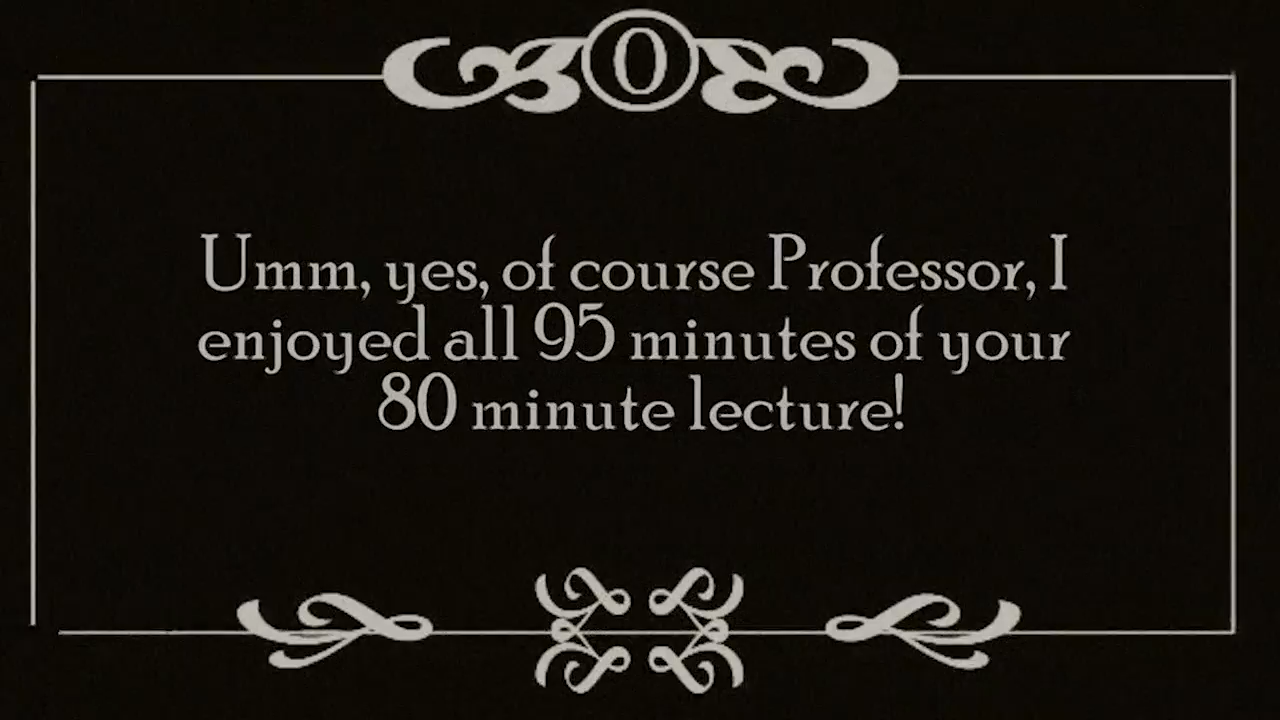 O
Umm, yes, of course Professor, I
enjoyed all 95 minutes of your
80 minute lecture!